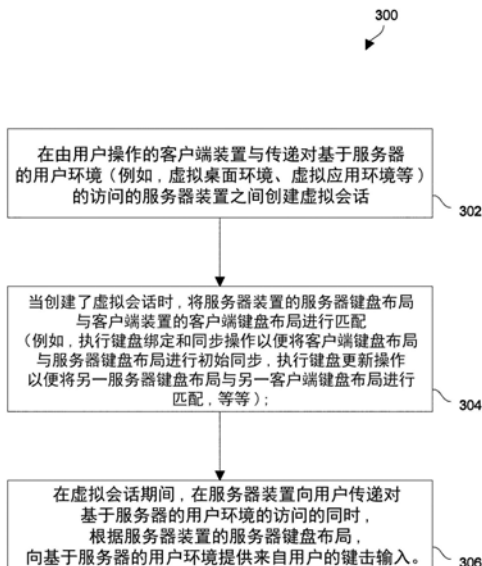 300
在由用户操作的客户端装置与传递对基于服务器
的用户环境（例如，虚拟桌面环境、虚拟应用环境等）
的访问的服务器装置之间创建虚拟会话
302
当创建了虚拟会话时，将服务器装置的服务器键盘布局
与客户端装置的客户端键盘布局进行匹配
（例如，执行键盘绑定和同步操作以便将客户端键盘布局
与服务器键盘布局进行初始同步，执行键盘更新操作
以便将另一服务器键盘布局与另一客户端键盘布局进行
匹配，等等）；
304
在虚拟会话期间，在服务器装置向用户传递对
基于服务器的用户环境的访问的同时，
根据服务器装置的服务器键盘布局，
向基于服务器的用户环境提供来自用户的键击输入。
306